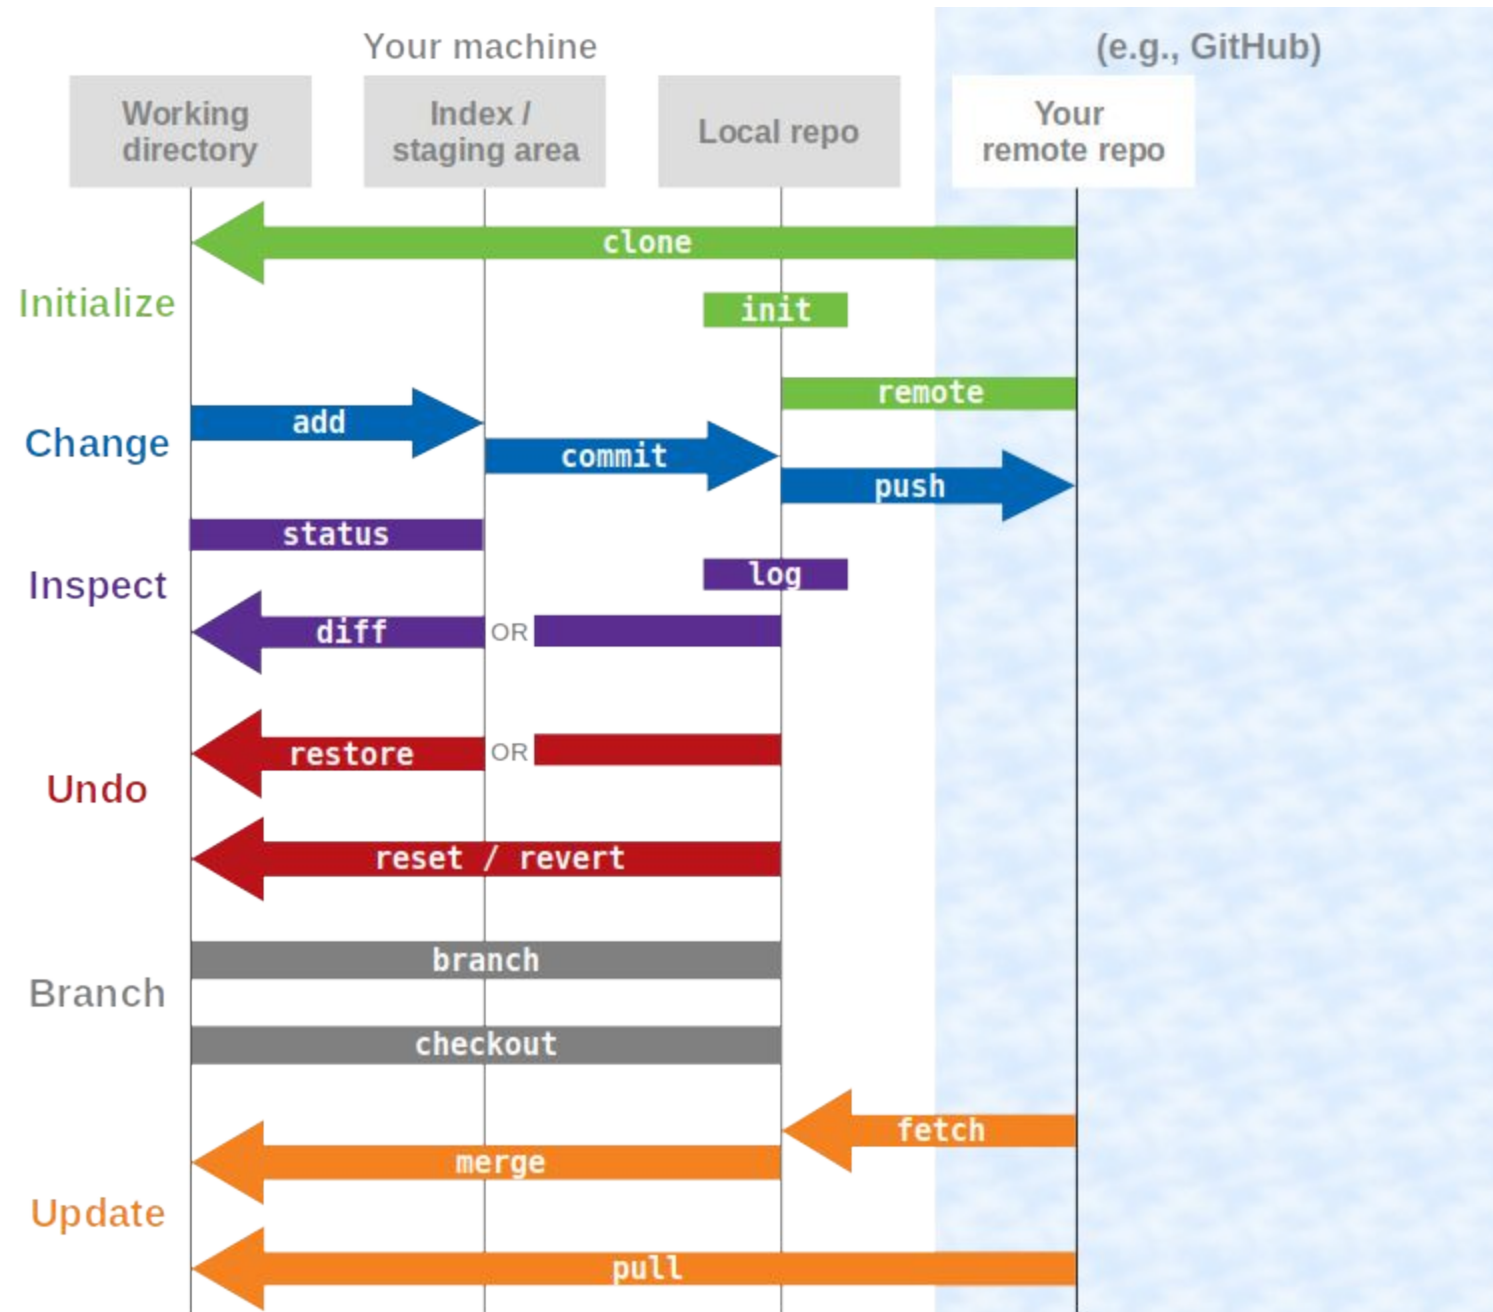 Your machine
(e.g., GitHub)
Working
directory
Index /
staging area
Local repo
Your
remote repo
clone
Initialize
init
remote
add
Change
commit
push
status
log
Inspect
diff
OR
restore
OR
Undo
reset / revert
branch
Branch
checkout
fetch
merge
Update
pull